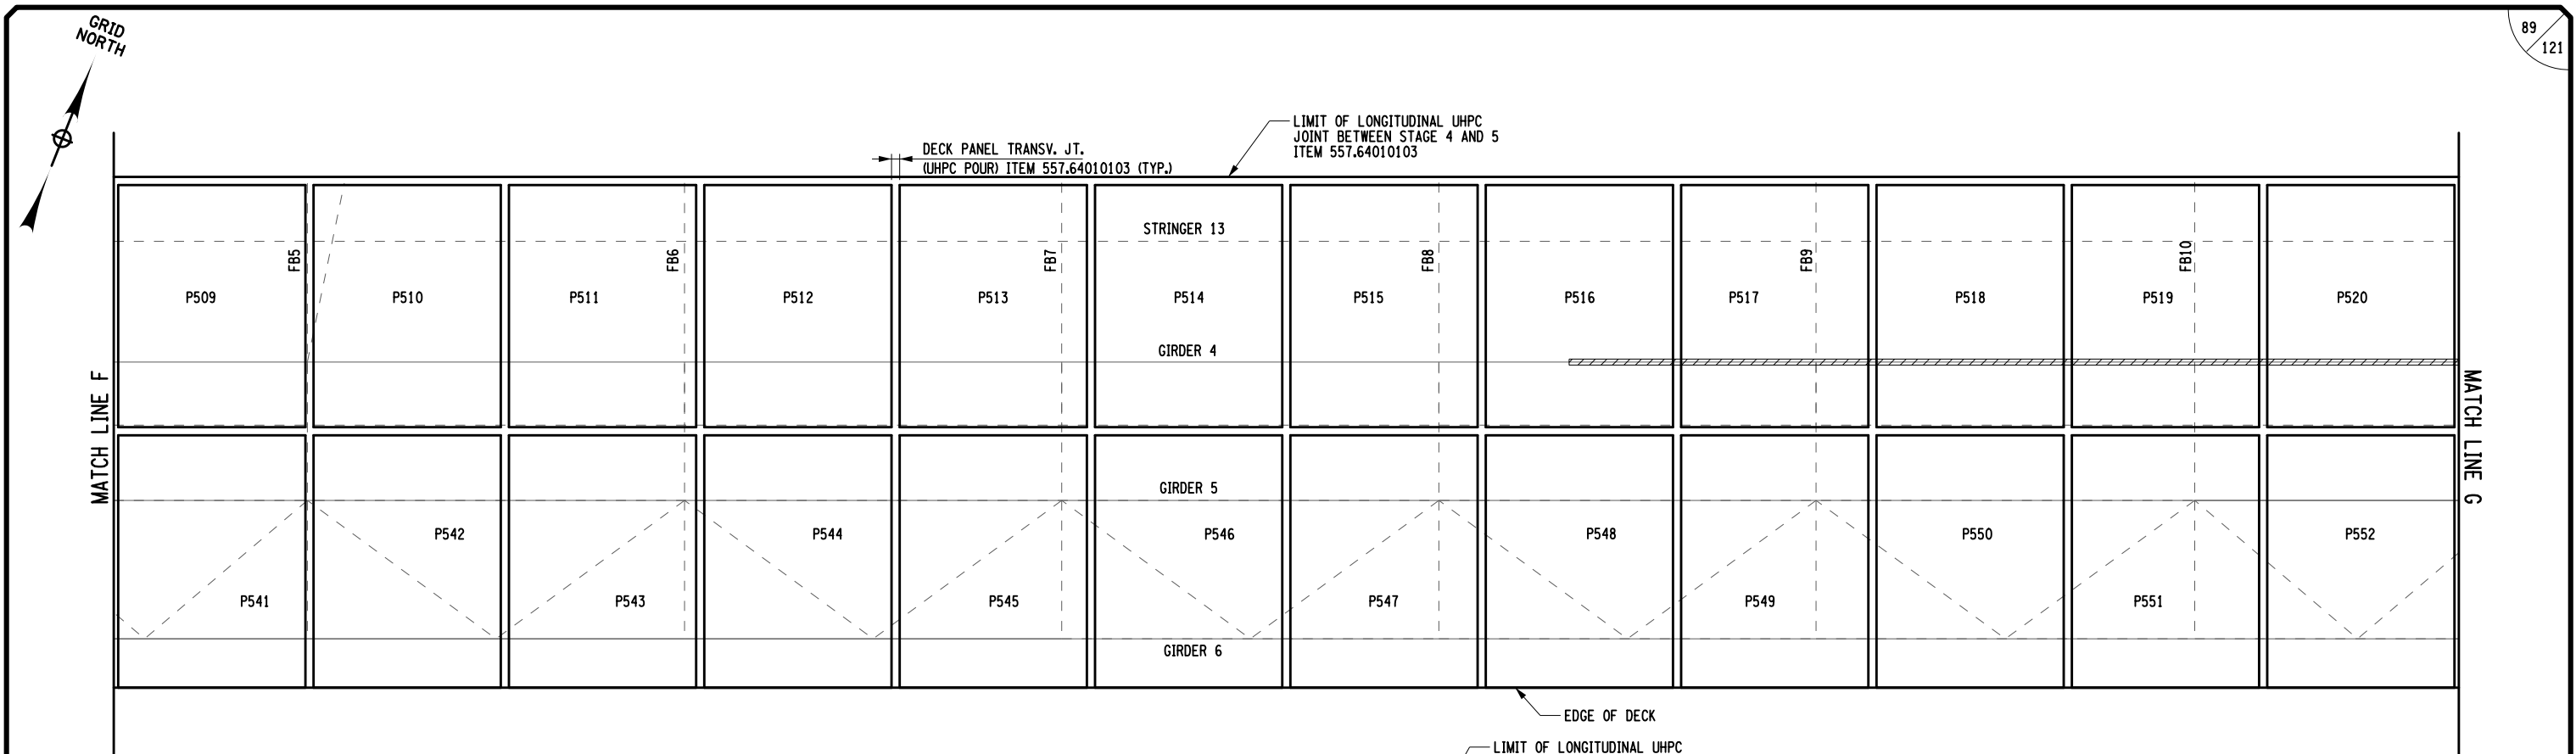 GRID
NORTH
89
121
LIMIT OF LONGITUDINAL UHPC
JOINT BETWEEN STAGE 4 AND 5
ITEM 557.64010103
DECK PANEL TRANSV. JT.
(UHPC POUR) ITEM 557.64010103 (TYP.)
STRINGER 13
FB5
FB6
FB7
FB8
FB9
FB10
P509
P510
P511
P512
P513
P514
P515
P516
P517
P518
P519
P520
GIRDER 4
MATCH LINE F
MATCH LINE G
GIRDER 5
P542
P544
P546
P548
P550
P552
P541
P543
P545
P547
P549
P551
GIRDER 6
EDGE OF DECK
LIMIT OF LONGITUDINAL UHPC